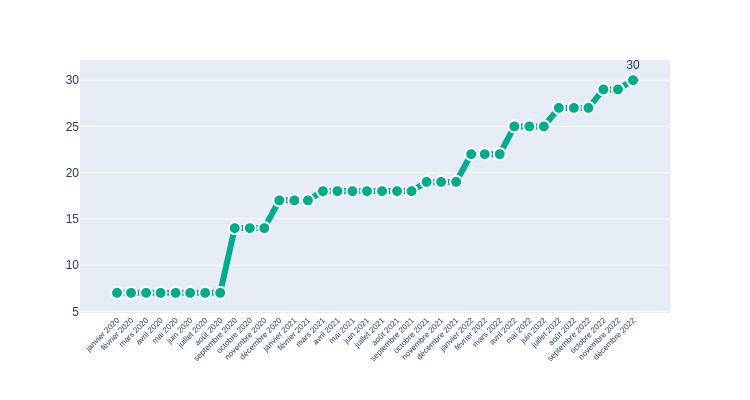 30
30
25
20
15
10
5
janvier 2020
février 2020
mars 2020
avril 2020
mai 2020
juin 2020
juillet 2020
août 2020
septembre 2020
octobre 2020
novembre 2020
décembre 2020
janvier 2021
février 2021
mars 2021
avril 2021
mai 2021
juin 2021
juillet 2021
août 2021
septembre 2021
octobre 2021
novembre 2021
décembre 2021
janvier 2022
février 2022
mars 2022
avril 2022
mai 2022
juin 2022
juillet 2022
août 2022
septembre 2022
octobre 2022
novembre 2022
décembre 2022